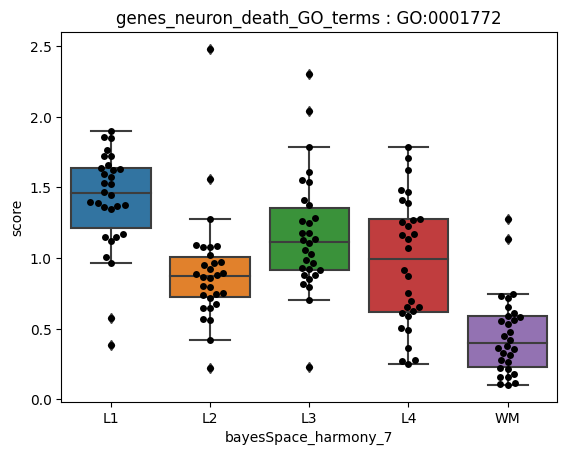 genes_neuron_death_GO_terms : GO:0001772
2.5
2.0
1.5
1.0
0.5
0.0
score
L1 L2 L3 L4 WM
bayesSpace_harmony_7